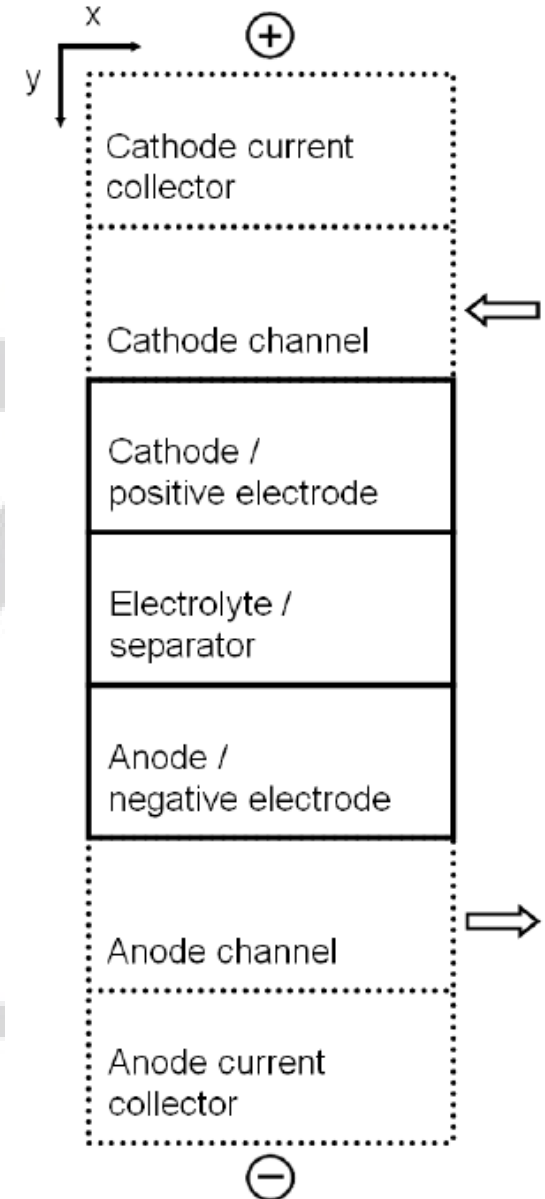 x
+
y
Cathode current
collector
Cathode channel
Cathode /
positive electrode
Electrolyte /
separator
Anode /
negative electrode
Anode channel
Anode current
collector
−